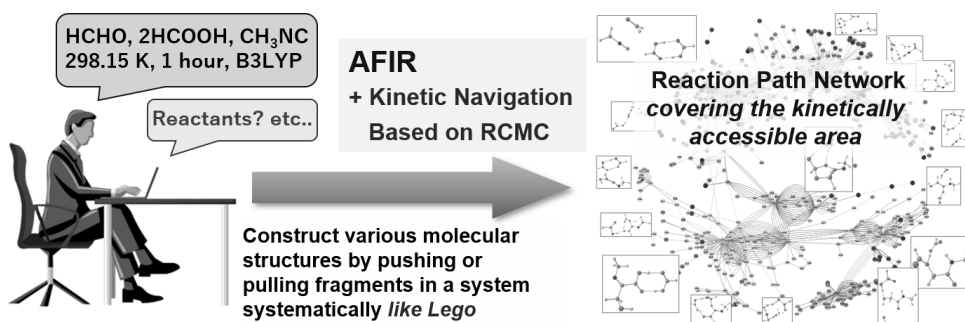 HCHO, 2HCOOH, CH₃NC
298.15 K, 1 hour, B3LYP
Reactants? etc..
AFIR
+ Kinetic Navigation
Based on RCMC
Construct various molecular
structures by pushing or
pulling fragments in a system
systematically like Lego
Reaction Path Network
covering the kinetically
accessible area